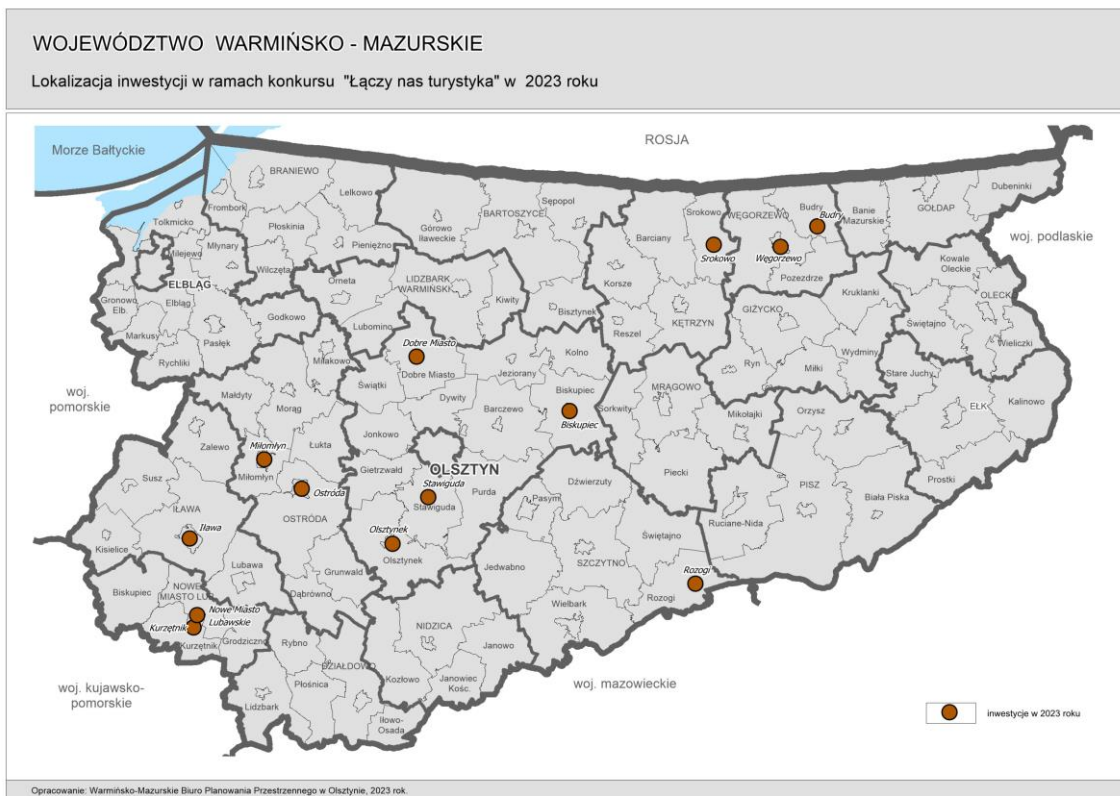 WOJEWÓDZTWO WARMIŃSKO - MAZURSKIE
Lokalizacja inwestycji w ramach konkursu "Łączy nas turystyka" w 2023 roku
Morze Bałtyckie
ROSJA
BRANIEWO
Lelkowo
Frombork
Płoskinia
Pieniężno
Tolkmicko
Młynary
Milejewo
Wilczęta
ELBLĄG
Gronowo
Elb.
Elbląg
Markusy
Pasłęk
Rychliki
Godkowo
Górowo
Iławeckie
BARTOSZYCE
Sępopol
Bisztynek
Orneta
LIDZBARK
WARMIŃSKI
Kiwity
Lubomino
Srokowo
Barciany
Srokowo
Korsze
Reszel
KĘTRZYN
WĘGORZEWO
Budry
Budry
Węgorzewo
Pozezdrze
Banie
Mazurskie
GOŁDAP
Dubeninki
woj. podlaskie
Kowale
Oleckie
OLECK
Świętajno
Wieliczki
GIŻYCKO
Kruklanki
Wydminy
Ryn
Miłki
Stare Juchy
EŁK
Kalinowo
Prostki
Dobre Miasto
Dobre Miasto
Świątki
Jeziorany
Kolno
Dywity
Barczewo
Biskupiec
Biskupiec
Jonkowo
Gietrzwałd
OLSZTYN
Stawiguda
Stawiguda
Purda
Olsztynek
Olsztynek
woj.
pomorskie
Miłakowo
Małdyty
Morąg
Łukta
Miłomłyn
Miłomłyn
Ostróda
OSTRÓDA
Grunwald
Dąbrówno
Zalewo
Susz
IŁAWA
Iława
Kisielice
Lubawa
MRĄGOWO
Sorkwity
Mikołajki
Piecki
Orzysz
PISZ
Biała Piska
Ruciane-Nida
Dźwierzuty
Pasym
Świętajno
SZCZYTNO
Jedwabno
Rozogi
Rozogi
Wielbark
Biskupiec
NOWE
MIASTO LUB.
Nowe Miasto
Lubawskie
Kurzętnik
Kurzętnik
Grodziczno
Rybno
DZIAŁDOWO
Płośnica
Lidzbark
Iłowo-
Osada
NIDZICA
Janowo
Kozłowo
Janowiec
Kośc.
woj. kujawsko-
pomorskie
woj. mazowieckie
inwestycje w 2023 roku
Opracowanie: Warmińsko-Mazurskie Biuro Planowania Przestrzennego w Olsztynie, 2023 rok.